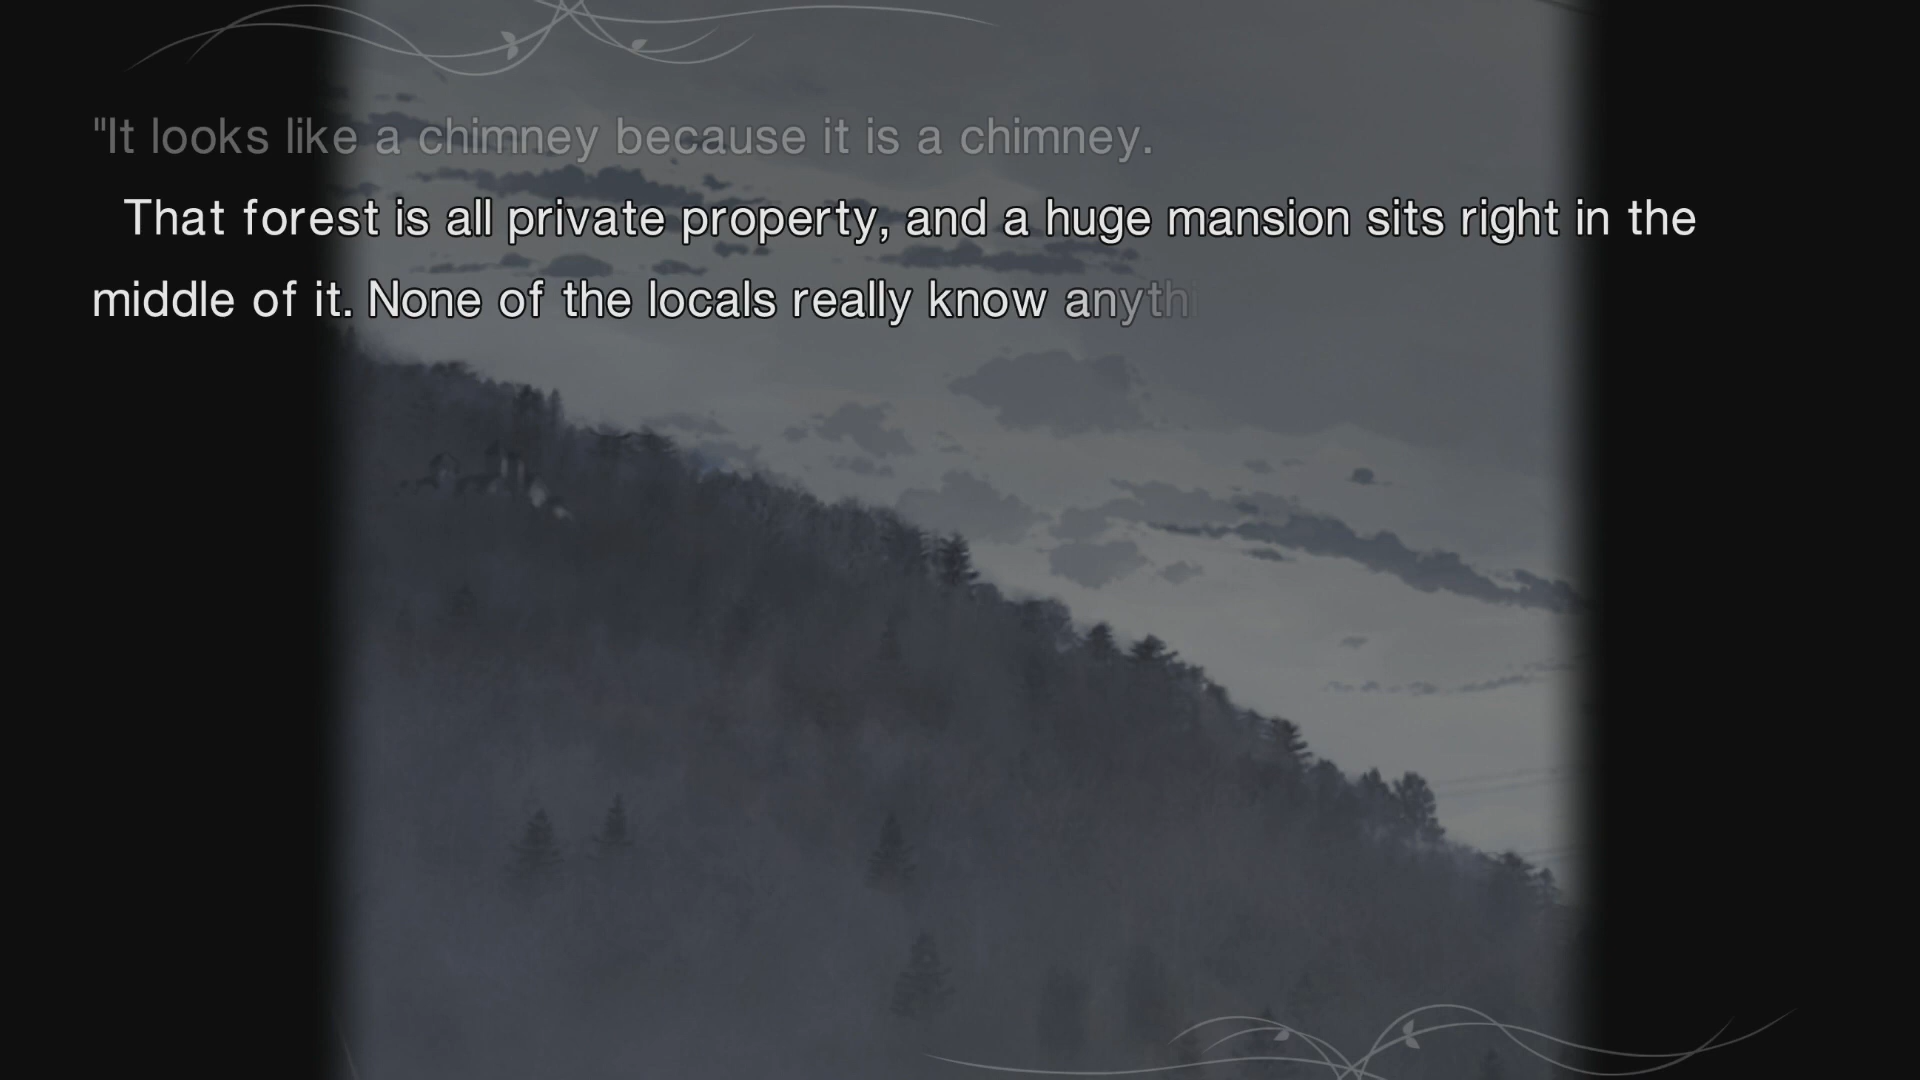 "It looks like a chimney because it is a chimney.
That forest is all private property, and a huge mansion sits right in the
middle of it. None of the locals really know anythi